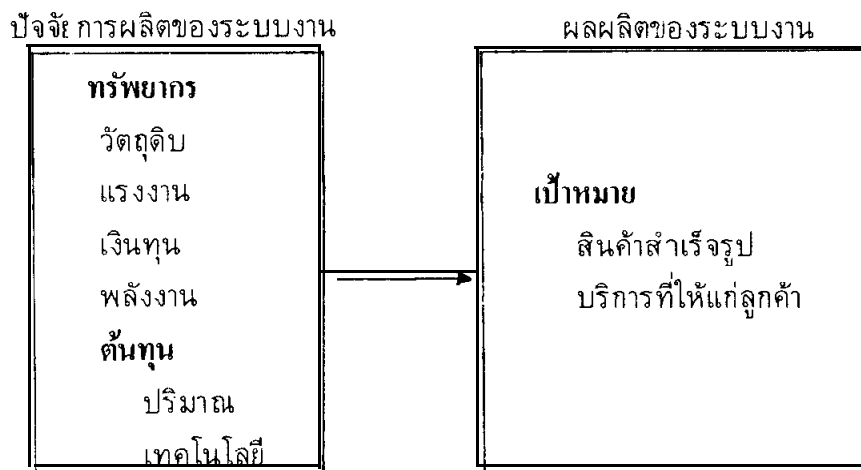 ปัจจัย การผลิตของระบบงาน
ทรัพยากร
วัตถุดิบ
แรงงาน
เงินทุน
พลังงาน
ต้นทุน
ปริมาณ
เทคโนโลยี
ผลผลิตของระบบงาน
เป้าหมาย
สินค้าสำเร็จรูป
บริการที่ให้แก่ลูกค้า